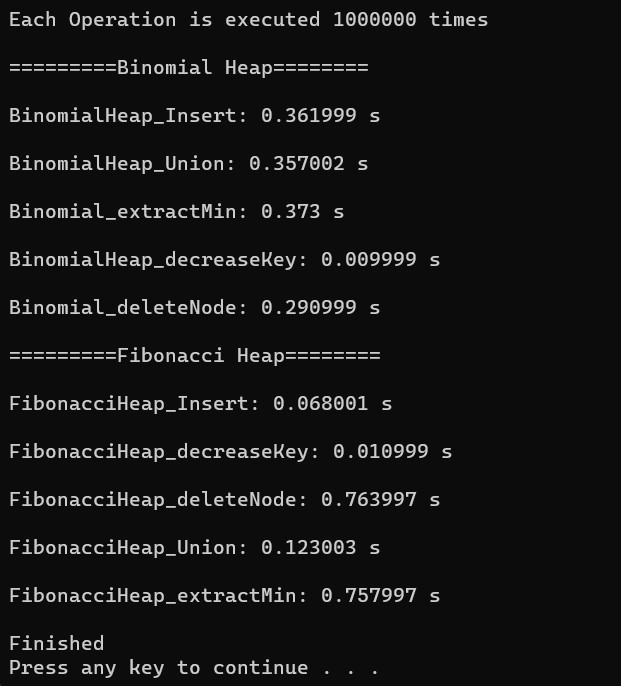 Each Operation is executed 1000000 times
=========Binomial Heap========
BinomialHeap_Insert: 0.361999 s
BinomialHeap_Union: 0.357002 s
Binomial_extractMin: 0.373 s
BinomialHeap_decreaseKey: 0.009999 s
Binomial_deleteNode: 0.290999 s
=========Fibonacci Heap========
FibonacciHeap_Insert: 0.068001 s
FibonacciHeap_decreaseKey: 0.010999 s
FibonacciHeap_deleteNode: 0.763997 s
FibonacciHeap_Union: 0.123003 s
FibonacciHeap_extractMin: 0.757997 s
Finished
Press any key to continue . . .